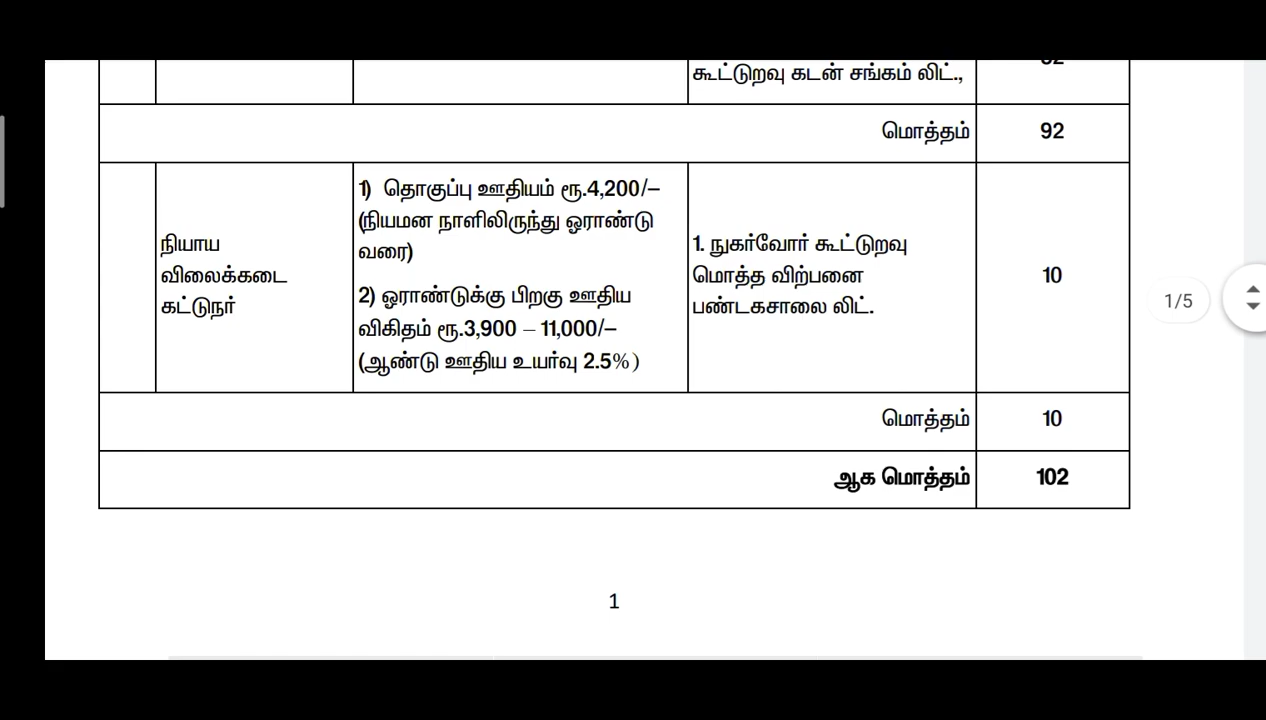 கூட்டுறவு கடன் சங்கம் லிட்.,
மொத்தம் 92
நியாய
விலைக்கடை
கட்டுநர்
1) தொகுப்பு ஊதியம் ரூ.4,200/–
(நியமன நாளிலிருந்து ஓராண்டு
வரை)
2) ஓராண்டுக்கு பிறகு ஊதிய
விகிதம் ரூ.3,900 – 11,000/–
(ஆண்டு ஊதிய உயர்வு 2.5%)
1. நுகர்வோர் கூட்டுறவு
மொத்த விற்பனை
பண்டகசாலை லிட்.
10
1/5
மொத்தம் 10
ஆக மொத்தம் 102
1